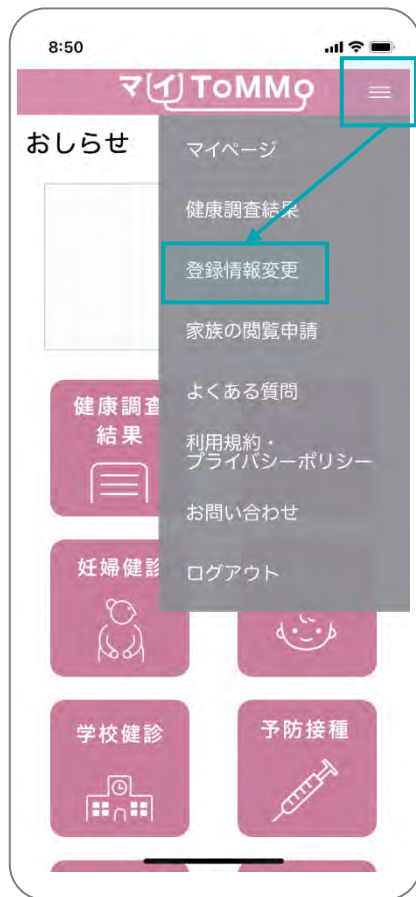 8:50
マイToMMo
おしらせ
マイページ
健康調査結果
登録情報変更
家族の閲覧申請
よくある質問
利用規約・
プライバシーポリシー
お問い合わせ
ログアウト
健康調査
結果
妊婦健診
学校健診
予防接種